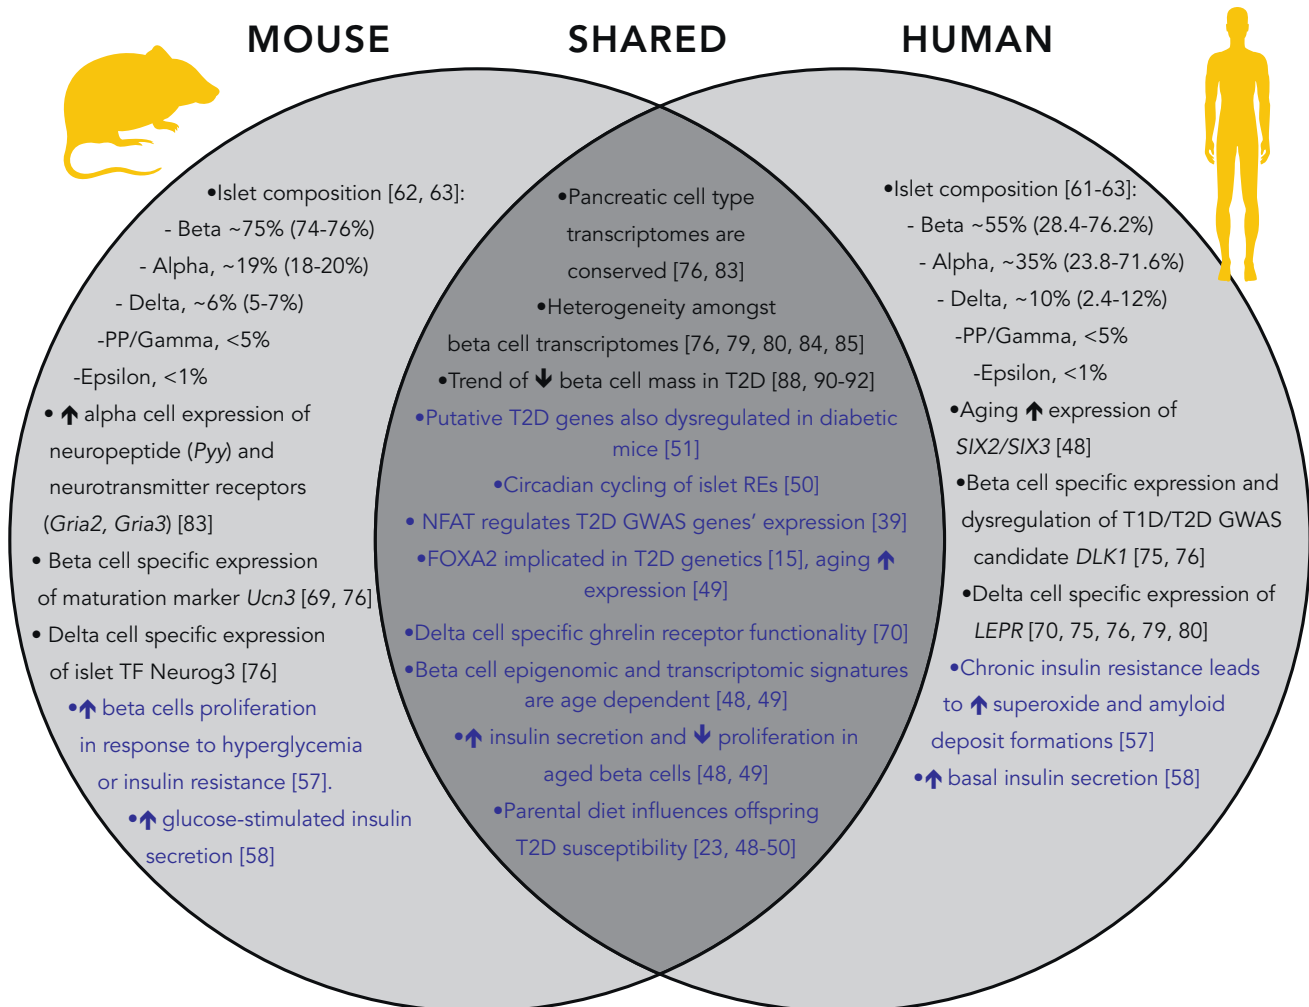 MOUSE
SHARED
HUMAN
•Islet composition [62, 63]:
- Beta ~75% (74-76%)
- Alpha, ~19% (18-20%)
- Delta, ~6% (5-7%)
-PP/Gamma, <5%
-Epsilon, <1%
• ↑ alpha cell expression of
neuropeptide (Pyy) and
neurotransmitter receptors
(Gria2, Gria3) [83]
• Beta cell specific expression
of maturation marker Ucn3 [69, 76]
• Delta cell specific expression
of islet TF Neurog3 [76]
•↑ beta cells proliferation
in response to hyperglycemia
or insulin resistance [57].
•↑ glucose-stimulated insulin
secretion [58]
•Pancreatic cell type
transcriptomes are
conserved [76, 83]
•Heterogeneity amongst
beta cell transcriptomes [76, 79, 80, 84, 85]
•Trend of ↓ beta cell mass in T2D [88, 90-92]
•Putative T2D genes also dysregulated in diabetic
mice [51]
•Circadian cycling of islet REs [50]
• NFAT regulates T2D GWAS genes’ expression [39]
•FOXA2 implicated in T2D genetics [15], aging ↑
expression [49]
•Delta cell specific ghrelin receptor functionality [70]
•Beta cell epigenomic and transcriptomic signatures
are age dependent [48, 49]
•↑ insulin secretion and ↓ proliferation in
aged beta cells [48, 49]
•Parental diet influences offspring
T2D susceptibility [23, 48-50]
•Islet composition [61-63]:
- Beta ~55% (28.4-76.2%)
- Alpha, ~35% (23.8-71.6%)
- Delta, ~10% (2.4-12%)
-PP/Gamma, <5%
-Epsilon, <1%
•Aging ↑ expression of
SIX2/SIX3 [48]
•Beta cell specific expression and
dysregulation of T1D/T2D GWAS
candidate DLK1 [75, 76]
•Delta cell specific expression of
LEPR [70, 75, 76, 79, 80]
•Chronic insulin resistance leads
to ↑ superoxide and amyloid
deposit formations [57]
•↑ basal insulin secretion [58]